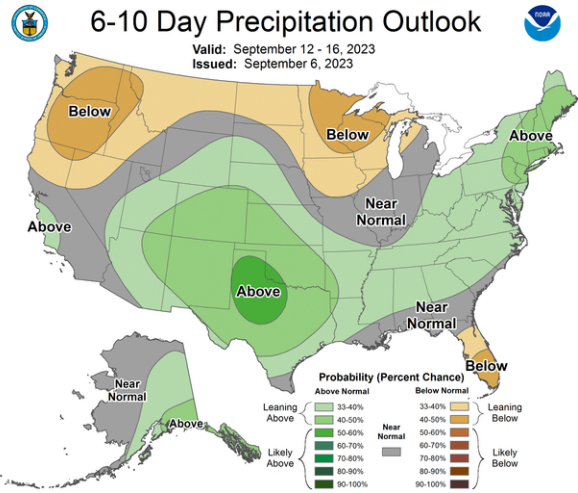 6-10 Day Precipitation Outlook
NOAA
Valid: September 12 - 16, 2023
Issued: September 6, 2023
Below
Below
Above
Near
Normal
Above
Above
Near
Normal
Below
Near
Normal
Above
Probability (Percent Chance)
Above Normal
Below Normal
Leaning
Above
33-40%
40-50%
Likely
Above
50-60%
60-70%
70-80%
80-90%
90-100%
Near
Normal
33-40%
40-50%
Leaning
Below
50-60%
60-70%
70-80%
80-90%
90-100%
Likely
Below